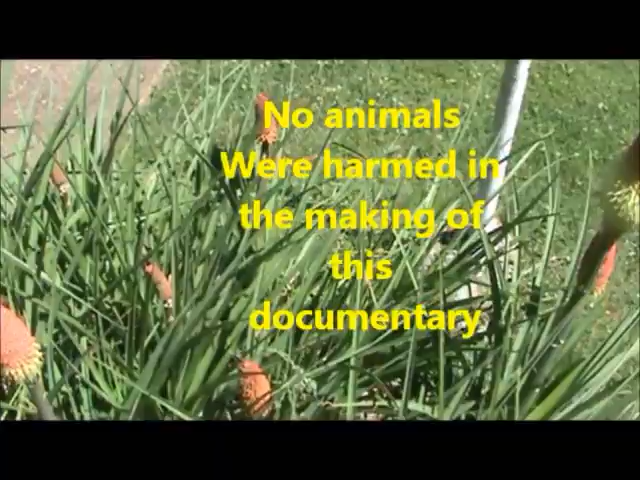 No animals
Were harmed in
the making of
this
documentary